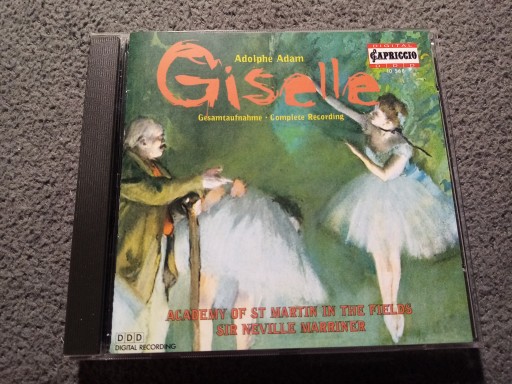 Adolphe Adam
Giselle
Gesamtaufnahme · Complete Recording
DIGITAL
CAPRICCIO
ACADEMY OF ST MARTIN IN THE FIELDS
SIR NEVILLE MARRINER
DDD
DIGITAL RECORDING